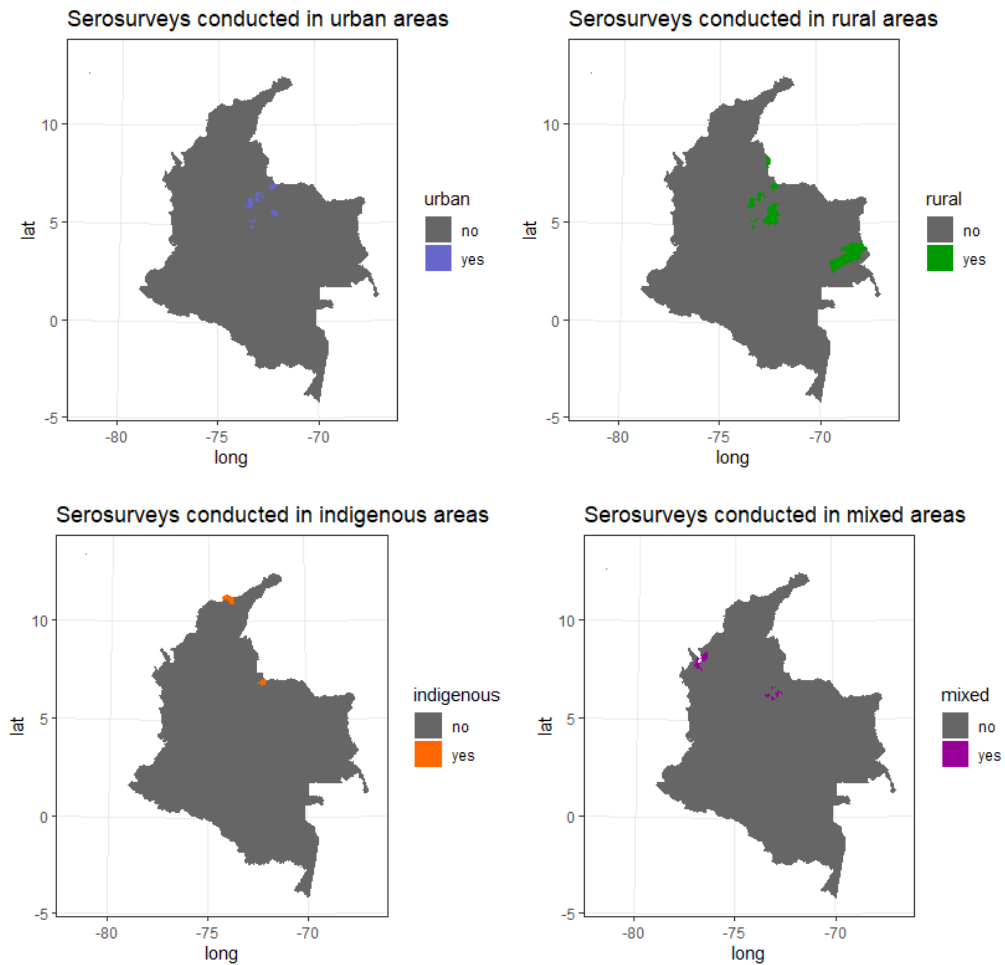 Serosurveys conducted in urban areas
10
5
0
-5
lat
-80
-75
-70
long
urban
no
yes
Serosurveys conducted in rural areas
10
5
0
-5
lat
-80
-75
-70
long
rural
no
yes
Serosurveys conducted in indigenous areas
10
5
0
-5
lat
-80
-75
-70
long
indigenous
no
yes
Serosurveys conducted in mixed areas
10
5
0
-5
lat
-80
-75
-70
long
mixed
no
yes